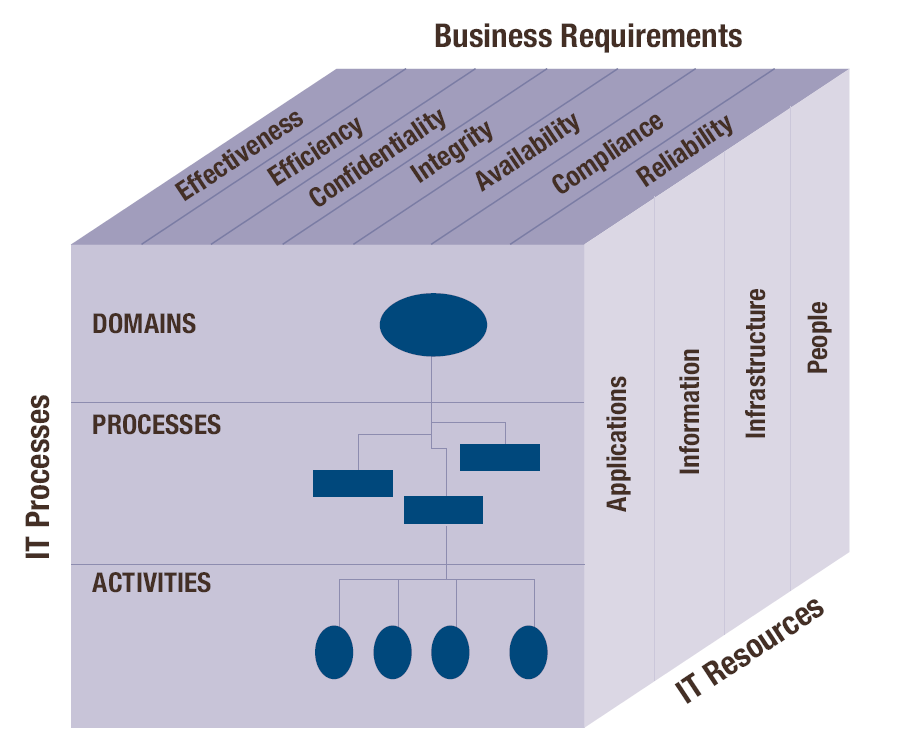 Business Requirements
Effectiveness
Efficiency
Confidentiality
Integrity
Availability
Compliance
Reliability
IT Processes
DOMAINS
PROCESSES
ACTIVITIES
Applications
Information
Infrastructure
People
IT Resources